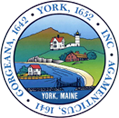 GORGEANA, 1642 · YORK, 1652 · INC · AGAMENTICUS, 1641
YORK, MAINE